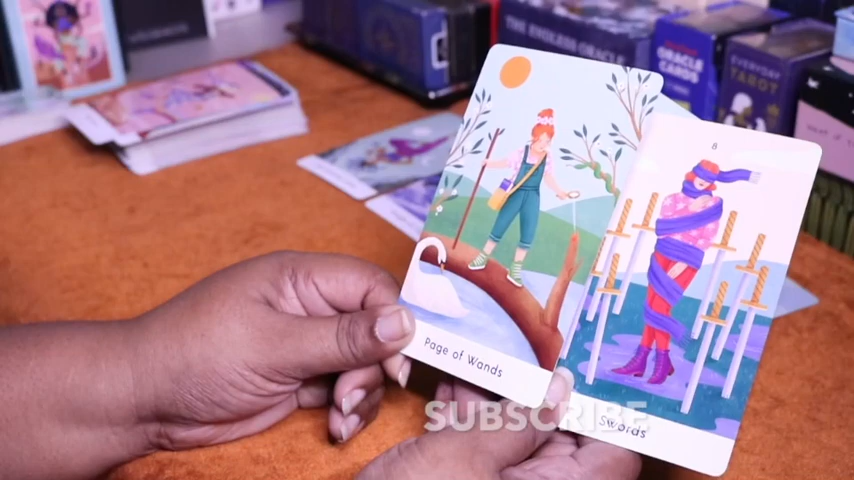 THE ENDLESS ORACLE
ORACLE
CARDS
EVERYDAY
TAROT
8
Page of Wands
Swords
SUBSCRIBE